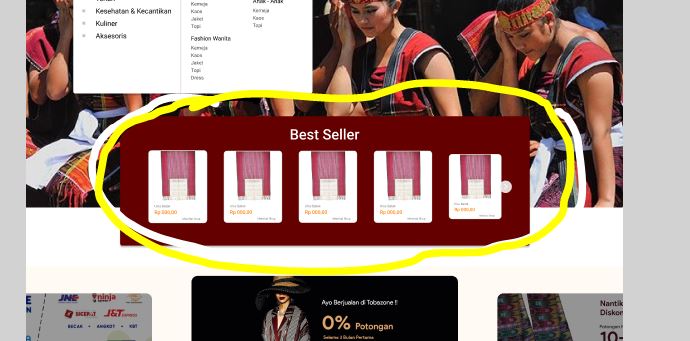 Kesehatan & Kecantikan
Kuliner
Aksesoris
Kemeja
Kaos
Jaket
Topi
Fashion Wanita
Kemeja
Kaos
Jaket
Topi
Dress
Anak - Anak
Kemeja
Kaos
Topi
Best Seller
Ulos Batak
Rp 000,00
Ulos Batak
Rp 000,00
Ulos Batak
Rp 000,00
Ulos Batak
Rp 000,00
Ulos Batak
Rp 000,00
JNE
ninja
SiCEPAT
J&T EXPRESS
BECAK • ANGKOT • KBT
Ayo Berjualan di Tobazone !!
0% Potongan
Selama 3 Bulan Pertama
Nantik
Diskon
Potongan
10-